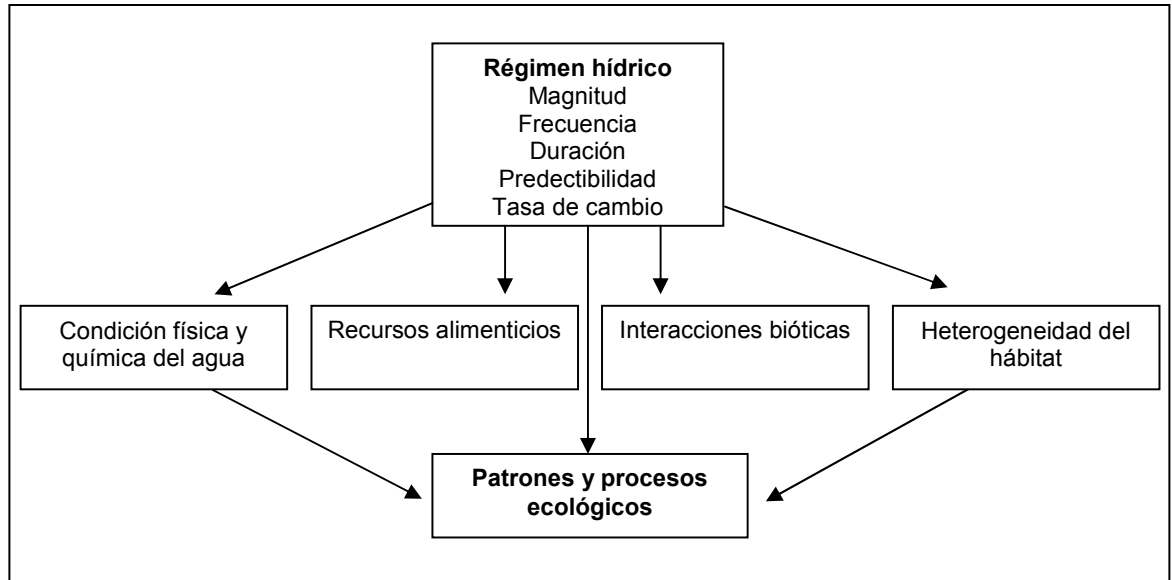 Régimen hídrico
Magnitud
Frecuencia
Duración
Predectibilidad
Tasa de cambio
Condición física y
química del agua
Recursos alimenticios
Interacciones bióticas
Heterogeneidad del
hábitat
Patrones y procesos
ecológicos